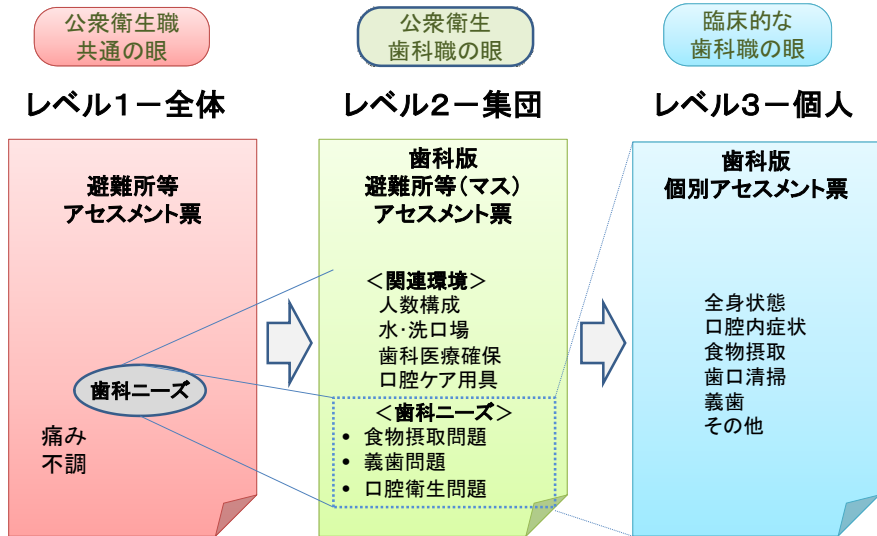 公衆衛生職
共通の眼
レベル1－全体
避難所等
アセスメント票
歯科ニーズ
痛み
不調
公衆衛生
歯科職の眼
レベル2－集団
歯科版
避難所等(マス)
アセスメント票
＜関連環境＞
人数構成
水･洗口場
歯科医療確保
口腔ケア用具
＜歯科ニーズ＞
• 食物摂取問題
• 義歯問題
• 口腔衛生問題
臨床的な
歯科職の眼
レベル3－個人
歯科版
個別アセスメント票
全身状態
口腔内症状
食物摂取
歯口清掃
義歯
その他